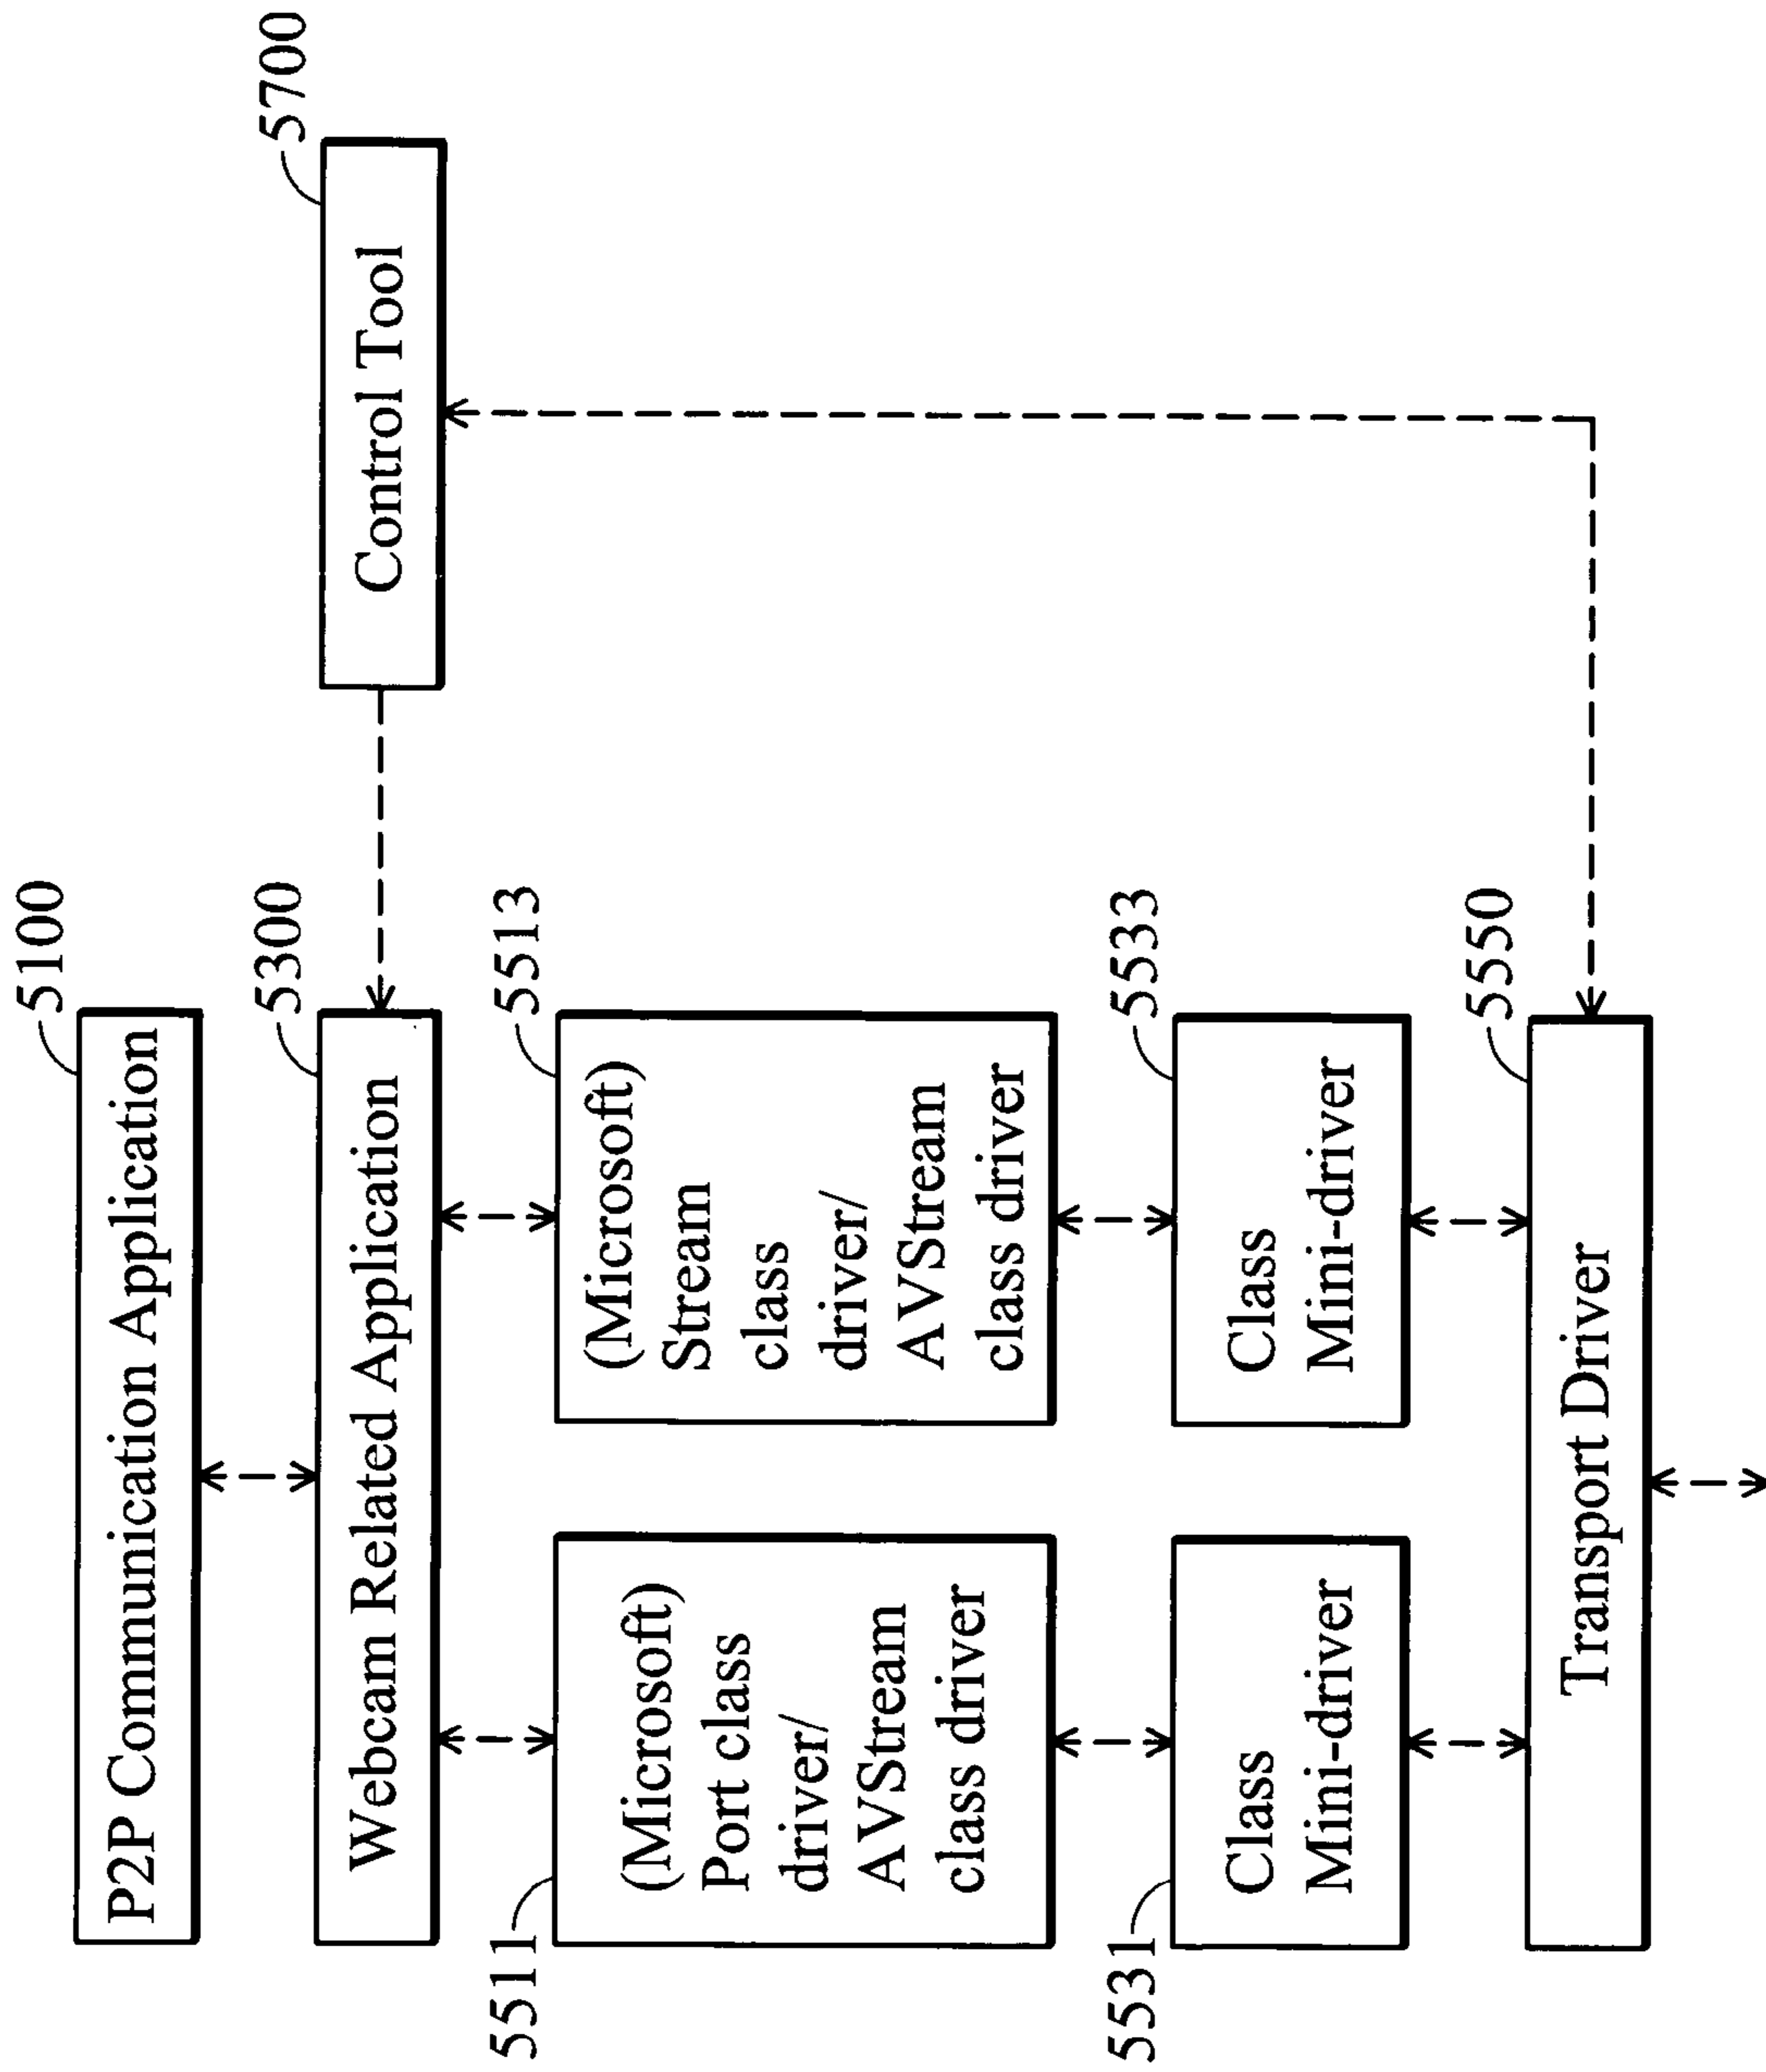 5100
P2P Communication Application
5300
Webcam Related Application
5700
Control Tool
5511
(Microsoft)
Port class
driver/
AVStream
class driver
5513
(Microsoft)
Stream
class
driver/
AVStream
class driver
5531
Class
Mini-driver
5533
Class
Mini-driver
5550
Transport Driver